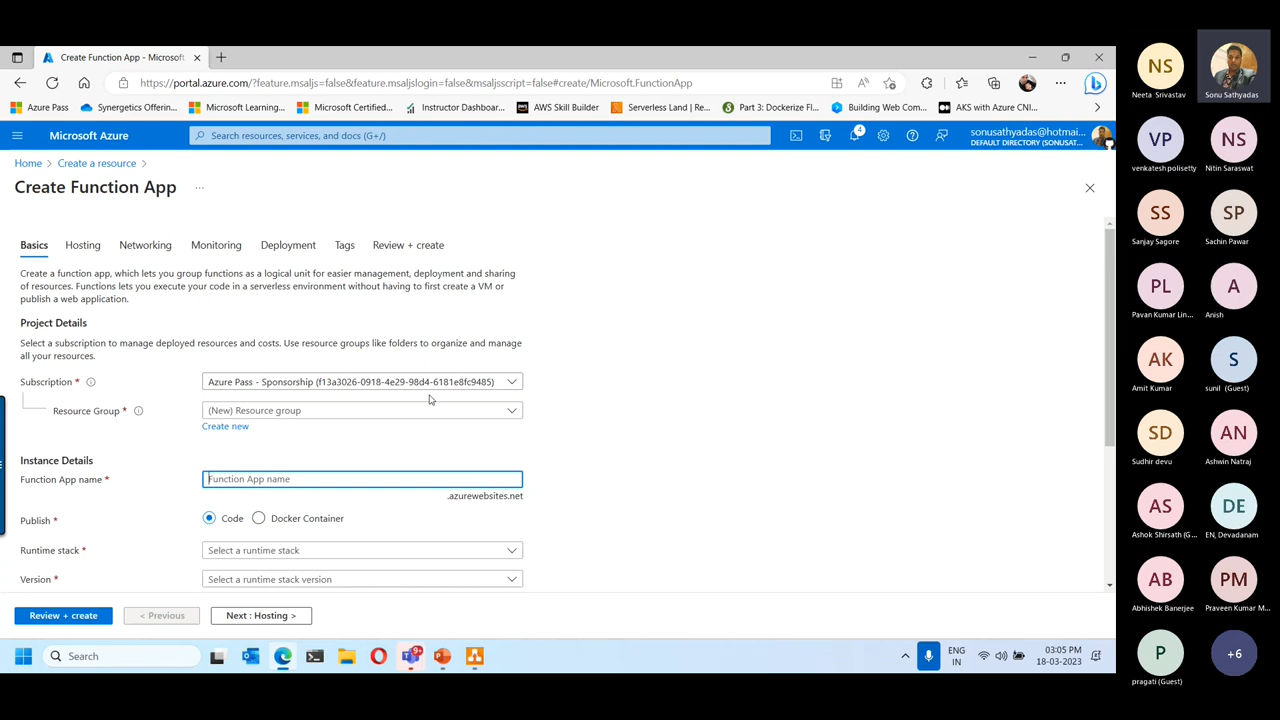 Create Function App - Microsoft
https://portal.azure.com/?feature.msaljs=false&feature.msaljslogin=false&msaljsscript=false#create/Microsoft.FunctionApp
Azure Pass
Synergetics Offerin...
Microsoft Learning...
Microsoft Certified...
Instructor Dashboar...
AWS Skill Builder
Serverless Land | Re...
Part 3: Dockerize Fl...
Building Web Com...
AKS with Azure CNI...
Microsoft Azure
Search resources, services, and docs (G+/)
4
sonusathyadas@hotmai...
DEFAULT DIRECTORY (SONUSAT...
Home > Create a resource >
Create Function App ...
Basics
Hosting
Networking
Monitoring
Deployment
Tags
Review + create
Create a function app, which lets you group functions as a logical unit for easier management, deployment and sharing
of resources. Functions lets you execute your code in a serverless environment without having to first create a VM or
publish a web application.
Project Details
Select a subscription to manage deployed resources and costs. Use resource groups like folders to organize and manage
all your resources.
Subscription *
Azure Pass - Sponsorship (f13a3026-0918-4e29-98d4-6181e8fc9485)
Resource Group *
(New) Resource group
Create new
Instance Details
Function App name *
Function App name
.azurewebsites.net
Publish *
Code
Docker Container
Runtime stack *
Select a runtime stack
Version *
Select a runtime stack version
Review + create
< Previous
Next : Hosting >
Search
9+
ENG
IN
03:05 PM
18-03-2023
NS
Neeta Srivastav
Sonu Sathyadas
VP
venkatesh polisetty
NS
Nitin Saraswat
SS
Sanjay Sagore
SP
Sachin Pawar
PL
Pavan Kumar Lin...
A
Anish
AK
Amit Kumar
S
sunil (Guest)
SD
Sudhir devu
AN
Ashwin Natraj
AS
Ashok Shirsath (G...
DE
EN, Devadanam
AB
Abhishek Banerjee
PM
Praveen Kumar M...
P
pragati (Guest)
+6